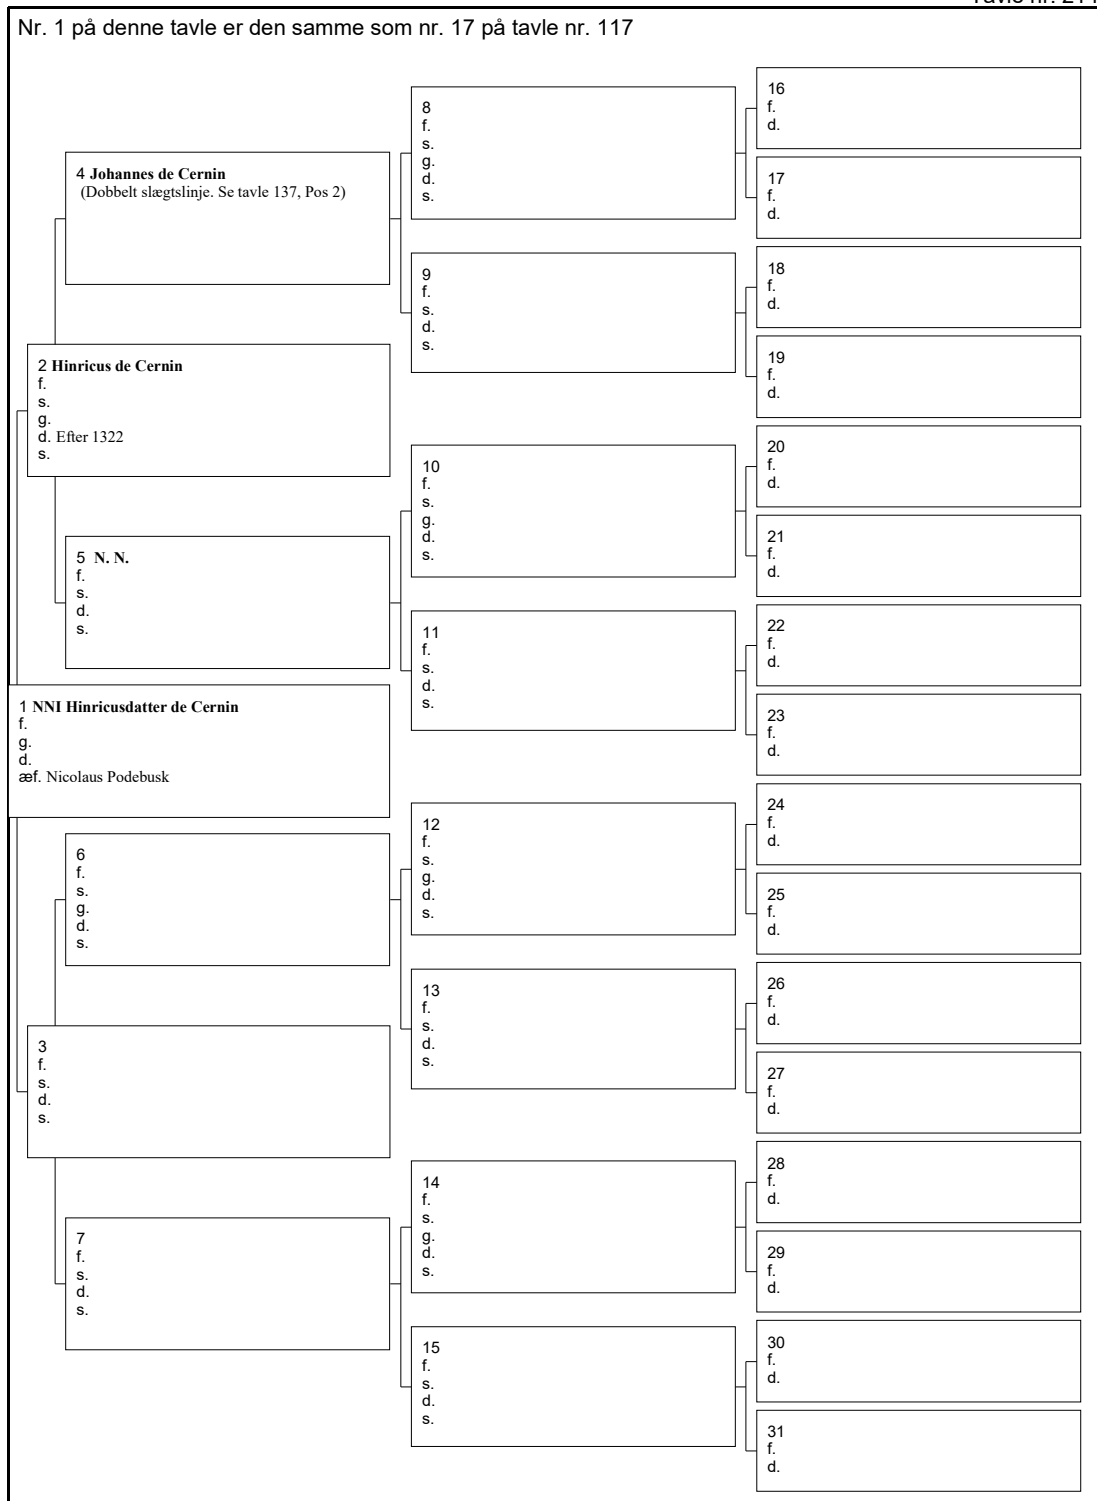 Nr. 1 på denne tavle er den samme som nr. 17 på tavle nr. 117
16
f.
d.
8
f.
s.
g.
d.
s.
4 Johannes de Cernin
(Dobbelt slægtslinje. Se tavle 137, Pos 2)
17
f.
d.
9
f.
s.
d.
s.
18
f.
d.
19
f.
d.
2 Hinricus de Cernin
f.
s.
g.
d. Efter 1322
s.
10
f.
s.
g.
d.
s.
20
f.
d.
21
f.
d.
5 N. N.
f.
s.
d.
s.
11
f.
s.
d.
s.
22
f.
d.
23
f.
d.
1 NNI Hinricusdatter de Cernin
f.
g.
d.
æf. Nicolaus Podebusk
12
f.
s.
g.
d.
s.
24
f.
d.
25
f.
d.
6
f.
s.
g.
d.
s.
13
f.
s.
d.
s.
26
f.
d.
27
f.
d.
3
f.
s.
d.
s.
14
f.
s.
g.
d.
s.
28
f.
d.
29
f.
d.
7
f.
s.
d.
s.
15
f.
s.
d.
s.
30
f.
d.
31
f.
d.